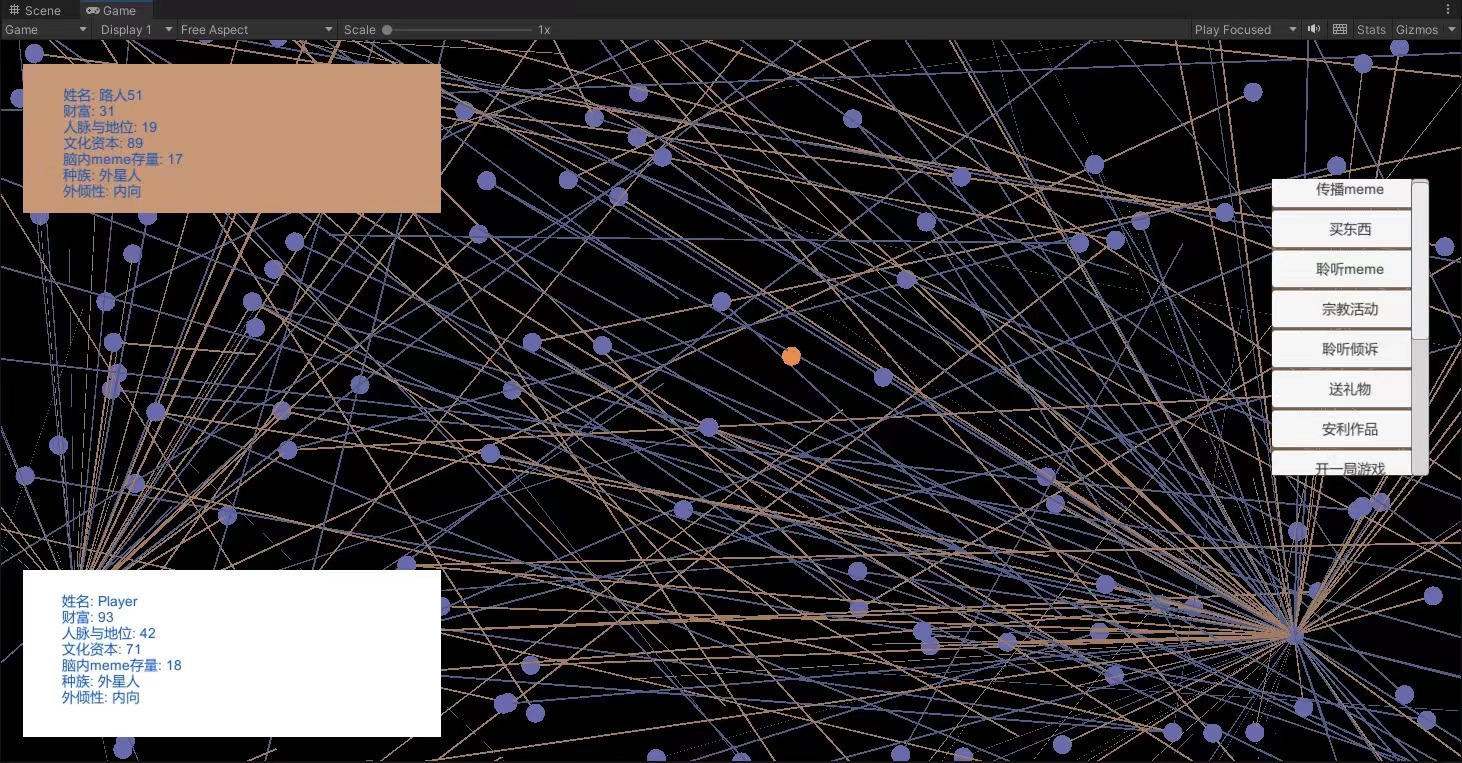 Scene Game
Game Display 1 Free Aspect Scale 1x Play Focused Stats Gizmos
姓名: 路人51
财富: 31
人脉与地位: 19
文化资本: 89
脑内meme存量: 17
种族: 外星人
外倾性: 内向
传播meme
买东西
聆听meme
宗教活动
聆听倾诉
送礼物
安利作品
开一局游戏
姓名: Player
财富: 93
人脉与地位: 42
文化资本: 71
脑内meme存量: 18
种族: 外星人
外倾性: 内向